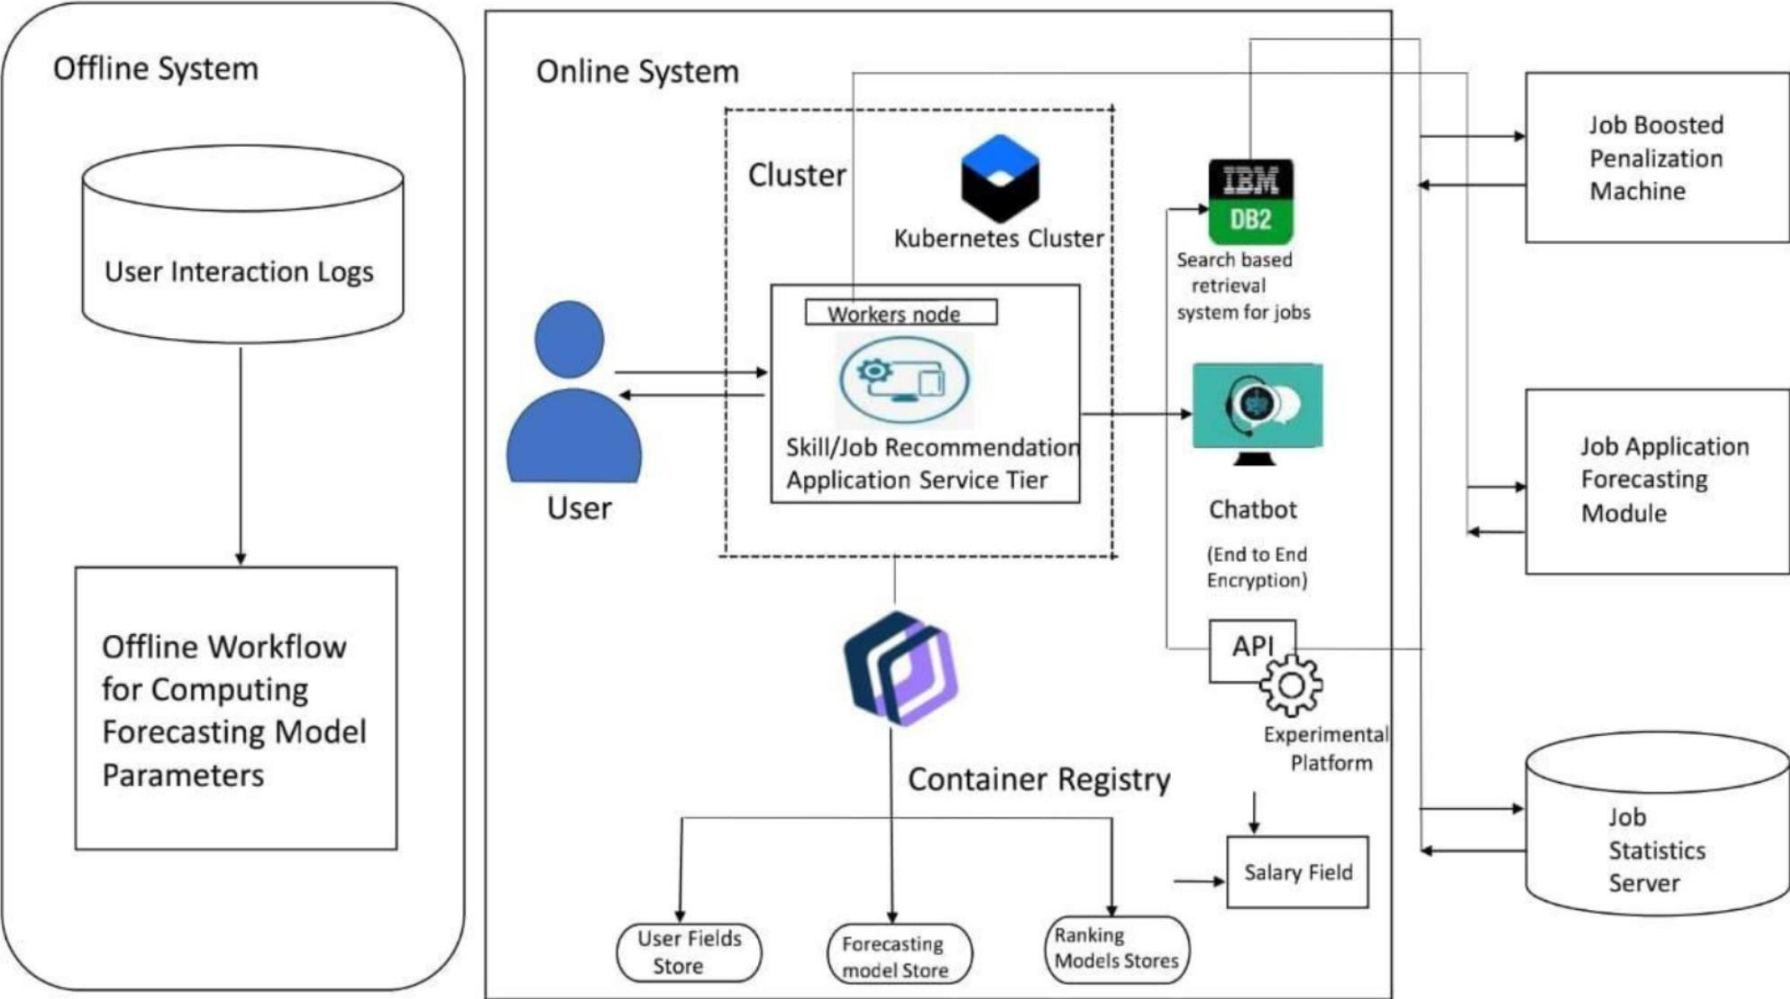 Offline System
User Interaction Logs
Offline Workflow
for Computing
Forecasting Model
Parameters
Online System
Cluster
Kubernetes Cluster
Workers node
Skill/Job Recommendation
Application Service Tier
User
IBM
DB2
Search based
retrieval
system for jobs
Chatbot
(End to End
Encryption)
API
Experimental
Platform
Container Registry
Salary Field
User Fields
Store
Forecasting
model Store
Ranking
Models Stores
Job Boosted
Penalization
Machine
Job Application
Forecasting
Module
Job
Statistics
Server